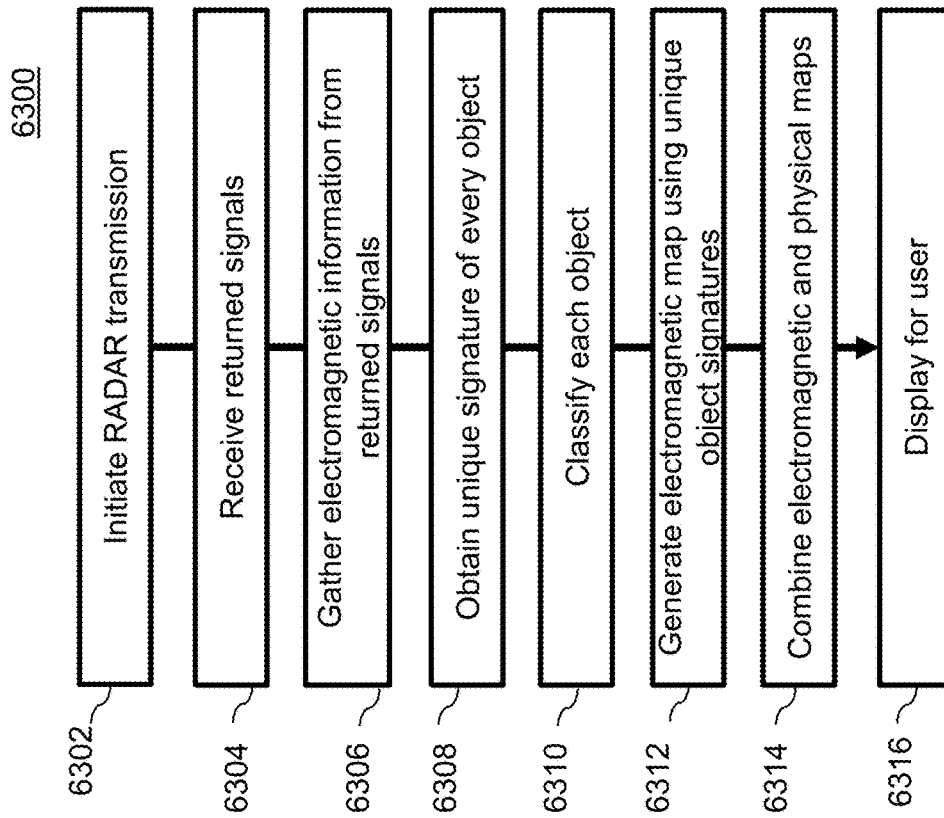 6300
6302
Initiate RADAR transmission
6304
Receive returned signals
6306
Gather electromagnetic information from
returned signals
6308
Obtain unique signature of every object
6310
Classify each object
6312
Generate electromagnetic map using unique
object signatures
6314
Combine electromagnetic and physical maps
6316
Display for user